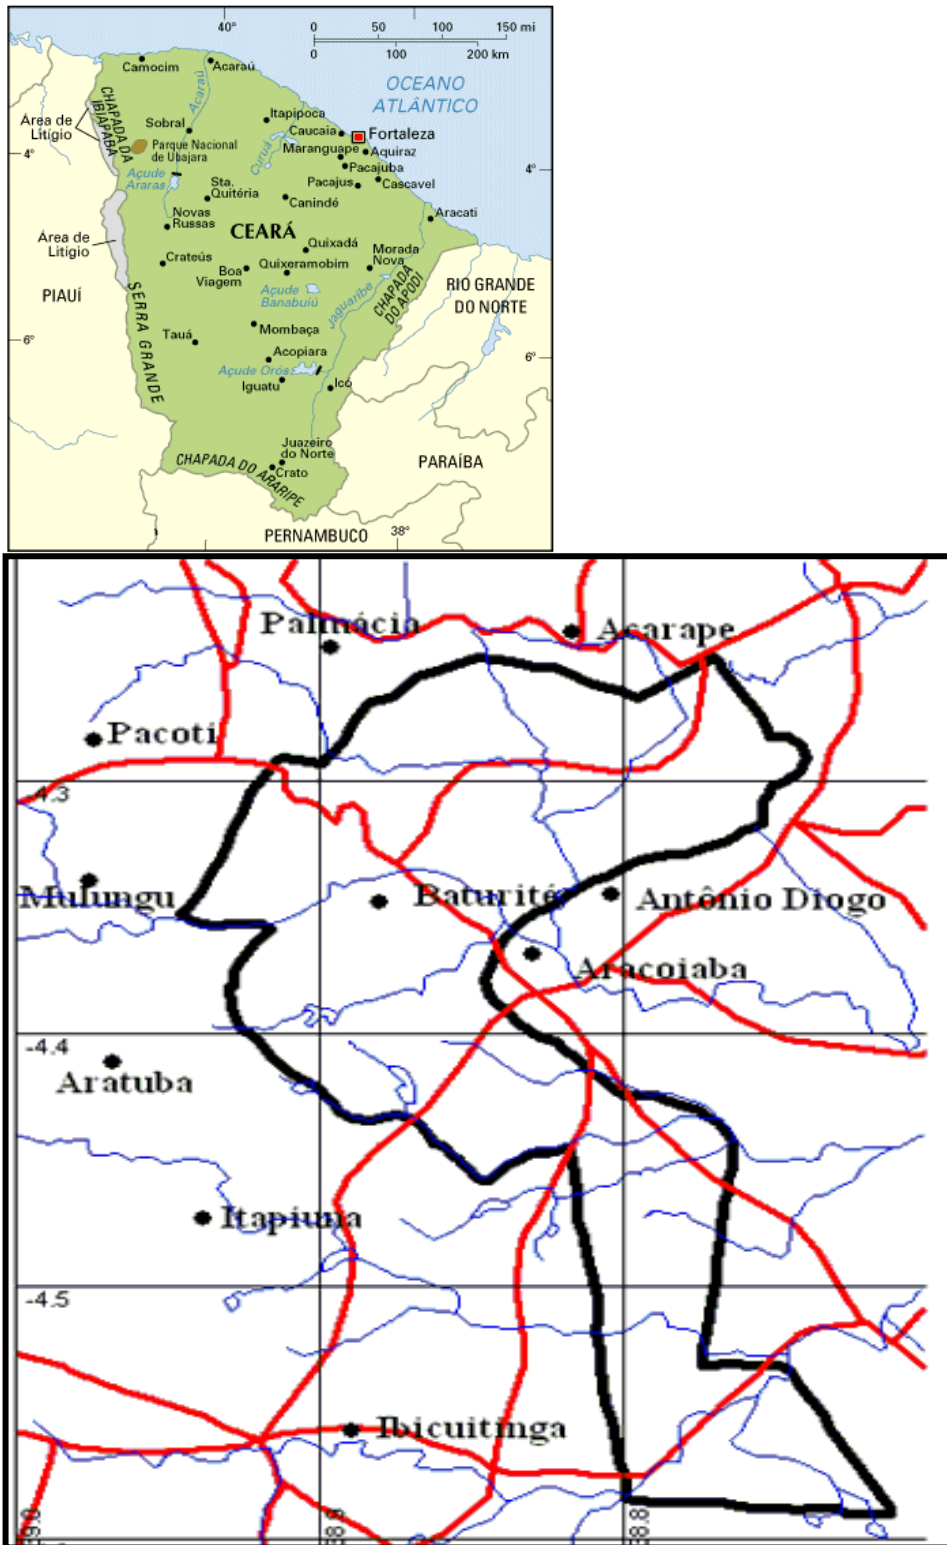 40°
0 50 100 150 mi
0 100 200 km
Camocim
Acaraú
OCEANO
ATLÂNTICO
Acaraú
CHAPADA DA
IBIAPABA
Área de
Litígio
Itapipoca
Sobral
Caucaia
Fortaleza
Parque Nacional
de Ubajara
Curuá
Maranguape
Aquiraz
4°
4°
Pacajuba
Açude
Araras
Sta.
Quitéria
Pacajus
Cascavel
Canindé
Novas
Russas
Aracati
CEARÁ
Área de
Litígio
Quixadá
Morada
Nova
Crateús
Boa
Viagem
Quixeramobim
CHAPADA
DO APODI
RIO GRANDE
DO NORTE
PIAUÍ
Açude
Banabuiú
Jaguaribe
SERRA GRANDE
Mombaça
Tauá
6°
Acopiara
6°
Açude Orós
Iguatu
Icó
Juazeiro
do Norte
CHAPADA DO ARARIPE
Crato
PARAÍBA
PERNAMBUCO
38°
Palmácia
Acarape
Pacoti
-4.3
Mulungu
Baturité
Antônio Diogo
Aracoiaba
-4.4
Aratuba
Itapiuna
-4.5
Ibicuitinga